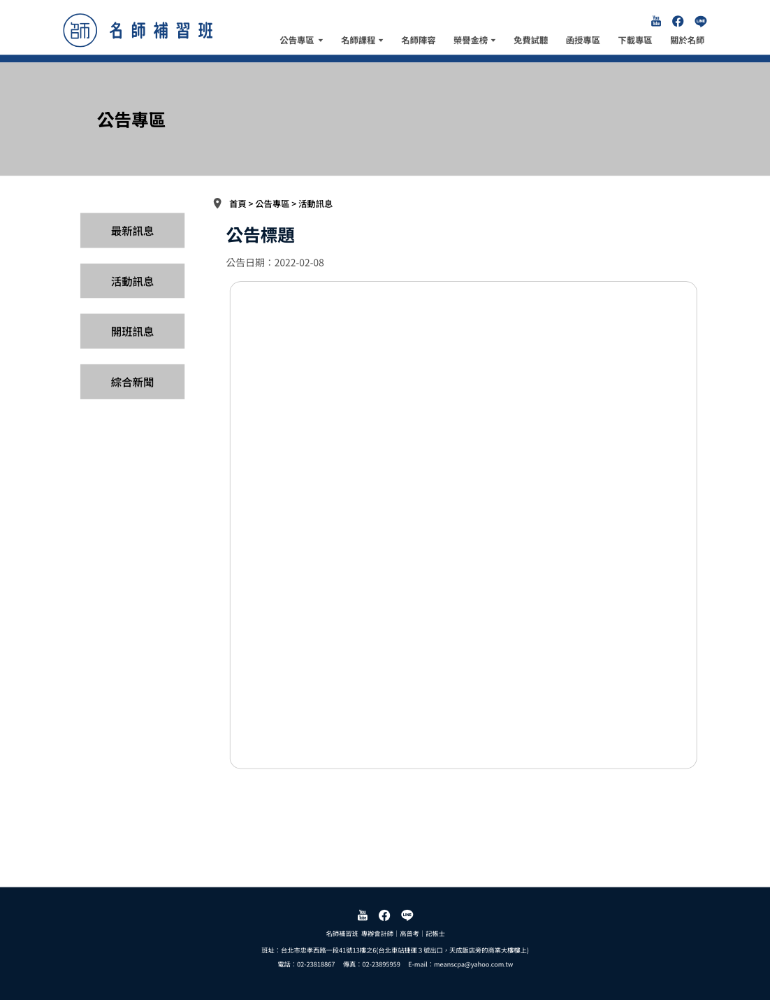 師 名師補習班
You Tube LINE
公告專區 名師課程 名師陣容 榮譽金榜 免費試聽 函授專區 下載專區 關於名師
公告專區
首頁 > 公告專區 > 活動訊息
最新訊息
活動訊息
開班訊息
綜合新聞
公告標題
公告日期：2022-02-08
You Tube LINE
名師補習班 專辦會計師｜高普考｜記帳士
班址：台北市忠孝西路一段41號13樓之6(台北車站捷運３號出口，天成飯店旁的商業大樓樓上)
電話：02-23818867 傳真：02-23895959 E-mail：meanscpa@yahoo.com.tw